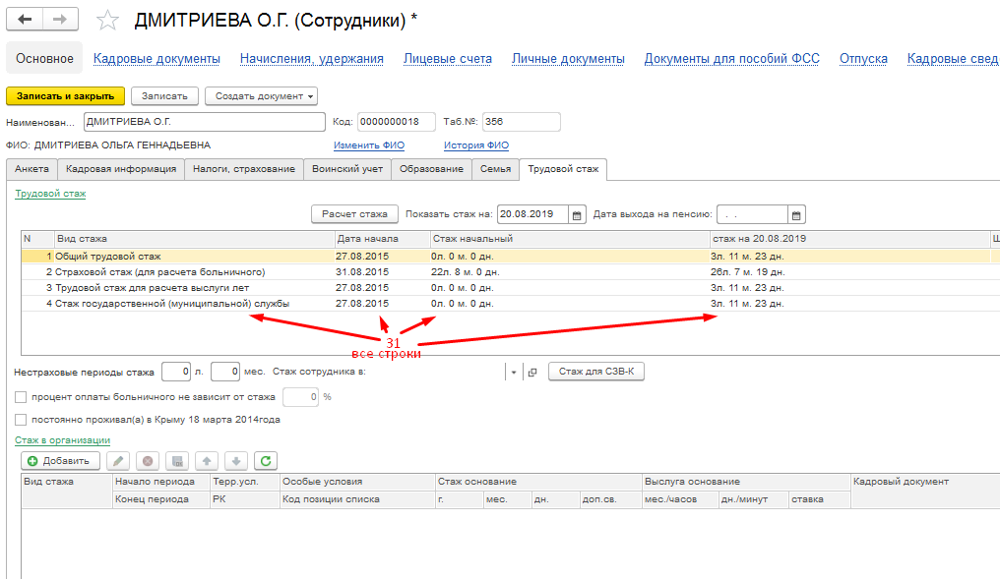 ДМИТРИЕВА О.Г. (Сотрудники) *
Основное Кадровые документы Начисления, удержания Лицевые счета Личные документы Документы для пособий ФСС Отпуска Кадровые свед
Записать и закрыть Записать Создать документ
Наименован... ДМИТРИЕВА О.Г. Код: 0000000018 Таб.№: 356
ФИО: ДМИТРИЕВА ОЛЬГА ГЕННАДЬЕВНА Изменить ФИО История ФИО
Анкета Кадровая информация Налоги, страхование Воинский учет Образование Семья Трудовой стаж
Трудовой стаж
Расчет стажа Показать стаж на: 20.08.2019 Дата выхода на пенсию: . .
N Вид стажа Дата начала Стаж начальный стаж на 20.08.2019
1 Общий трудовой стаж 27.08.2015 0л. 0 м. 0 дн. 3л. 11 м. 23 дн.
2 Страховой стаж (для расчета больничного) 31.08.2015 22л. 8 м. 0 дн. 26л. 7 м. 19 дн.
3 Трудовой стаж для расчета выслуги лет 27.08.2015 0л. 0 м. 0 дн. 3л. 11 м. 23 дн.
4 Стаж государственной (муниципальной) службы 27.08.2015 0л. 0 м. 0 дн. 3л. 11 м. 23 дн.
31
все строки
Нестраховые периоды стажа 0 л. 0 мес. Стаж сотрудника в: Стаж для СЗВ-К
процент оплаты больничного не зависит от стажа 0 %
постоянно проживал(а) в Крыму 18 марта 2014года
Стаж в организации
Добавить
Вид стажа Начало периода Терр.усл. Особые условия Стаж основание Выслуга основание Кадровый документ
Конец периода РК Код позиции списка г. мес. дн. доп.св. мес./часов дн./минут ставка